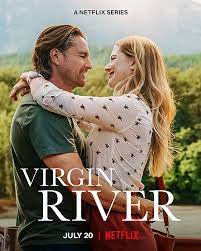 A NETFLIX SERIES
VIRGIN
RIVER
JULY 20 | NETFLIX